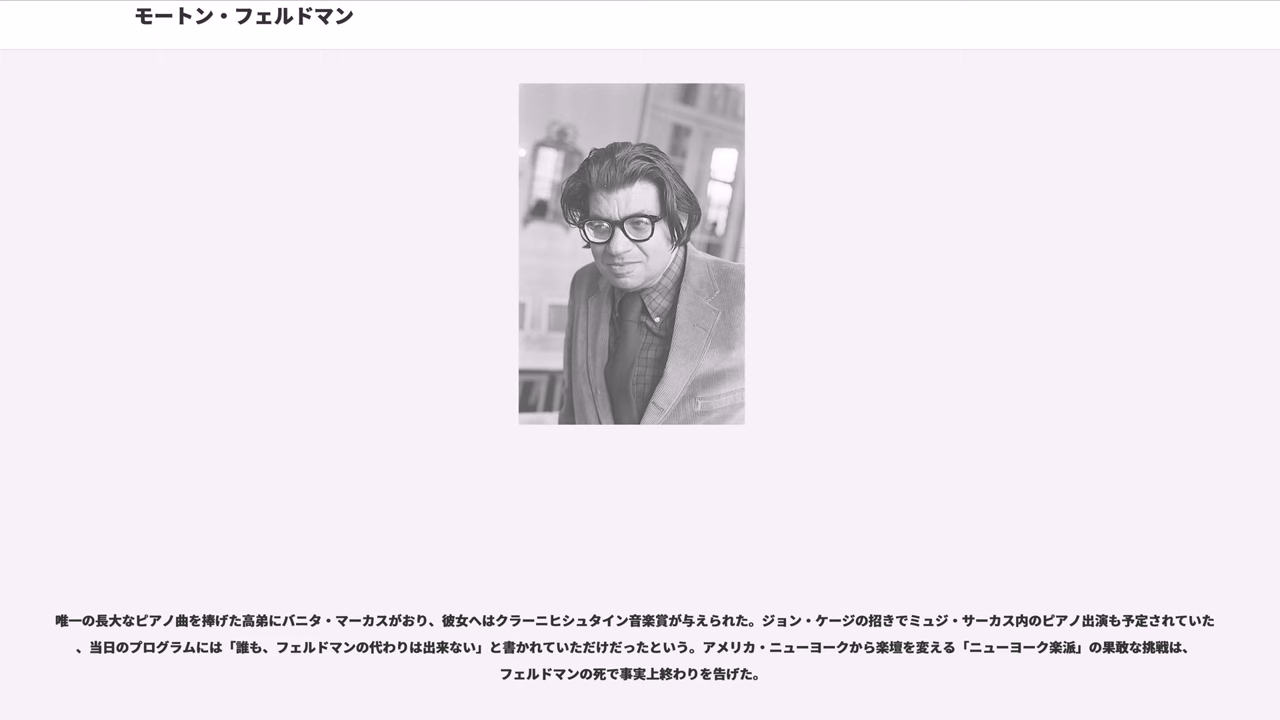 モートン・フェルドマン
唯一の長大なピアノ曲を捧げた高弟にバニタ・マーカスがおり、彼女へはクラーニヒシュタイン音楽賞が与えられた。ジョン・ケージの招きでミュジ・サーカス内のピアノ出演も予定されていた
、当日のプログラムには「誰も、フェルドマンの代わりは出来ない」と書かれていただけだったという。アメリカ・ニューヨークから楽壇を変える「ニューヨーク楽派」の果敢な挑戦は、
フェルドマンの死で事実上終わりを告げた。